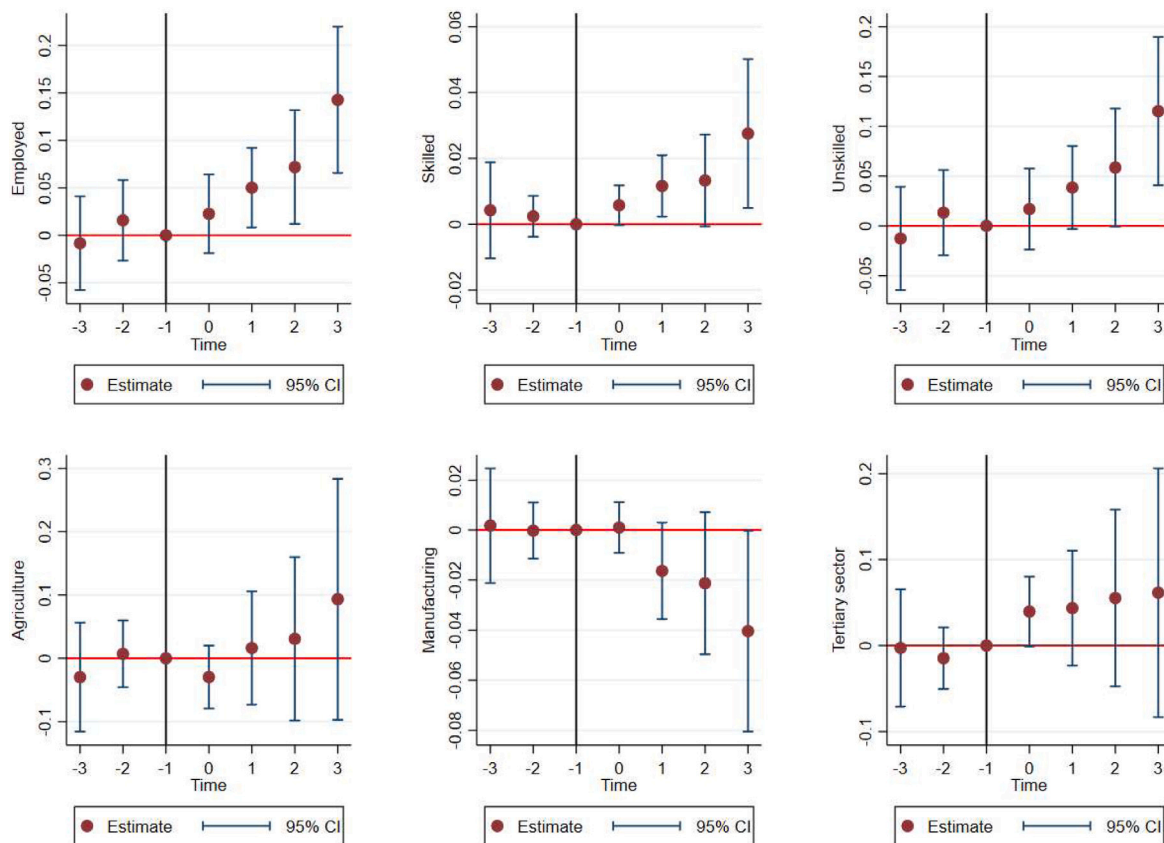 Employed
0.2
0.15
0.1
0.05
0
-0.05
-3 -2 -1 0 1 2 3
Time
Estimate 95% CI
Skilled
0.06
0.04
0.02
0
-0.02
-3 -2 -1 0 1 2 3
Time
Estimate 95% CI
Unskilled
0.2
0.15
0.1
0.05
0
-0.05
-3 -2 -1 0 1 2 3
Time
Estimate 95% CI
Agriculture
0.3
0.2
0.1
0
-0.1
-3 -2 -1 0 1 2 3
Time
Estimate 95% CI
Manufacturing
0.02
0
-0.02
-0.04
-0.06
-0.08
-3 -2 -1 0 1 2 3
Time
Estimate 95% CI
Tertiary sector
0.2
0.1
0
-0.1
-3 -2 -1 0 1 2 3
Time
Estimate 95% CI